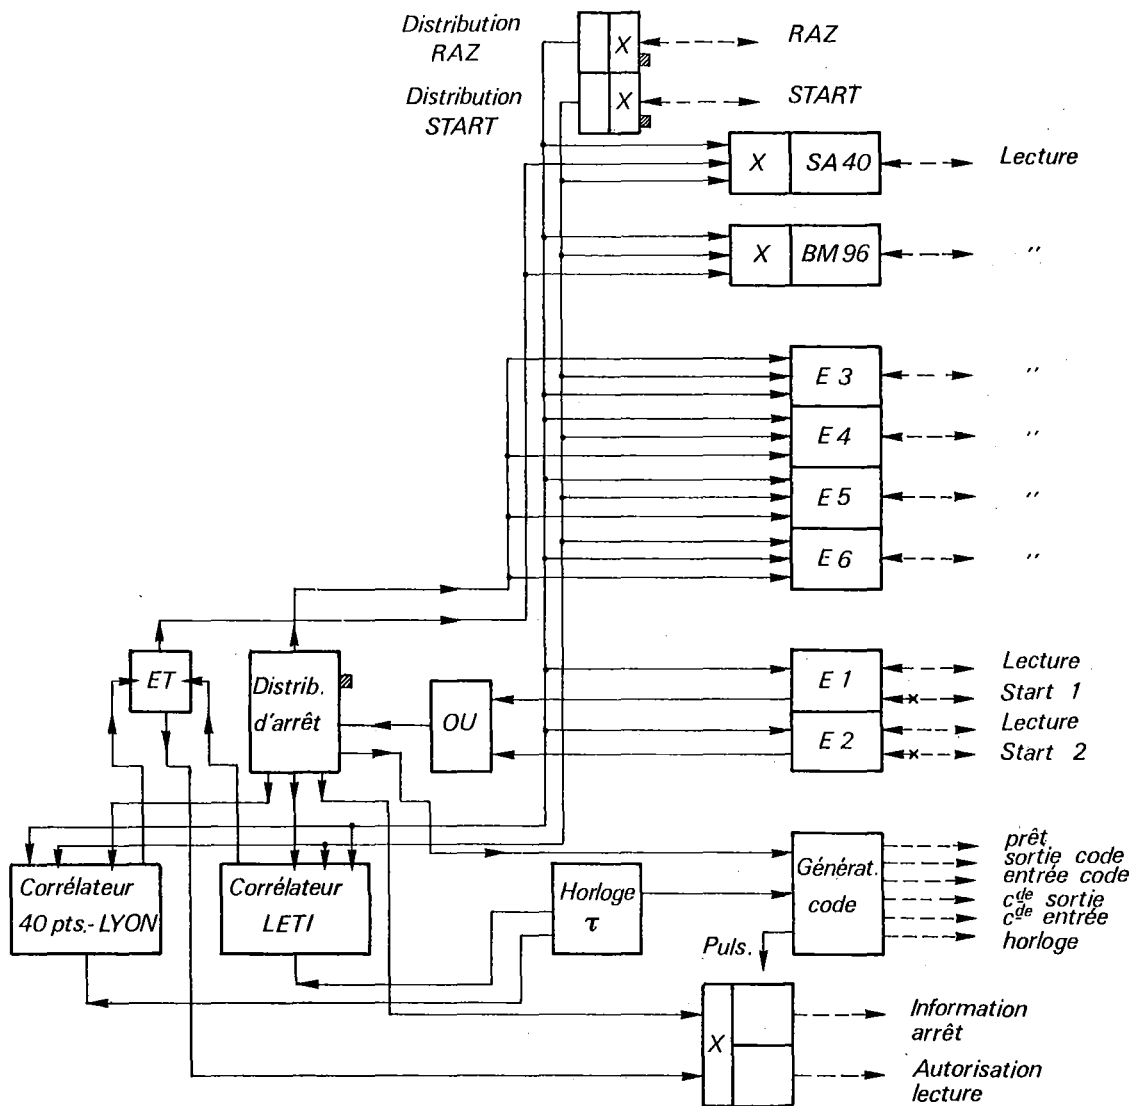 Distribution
RAZ
X
RAZ
Distribution
START
X
START
X
SA 40
Lecture
X
BM 96
″
E 3
″
E 4
″
E 5
″
E 6
″
ET
Distrib.
d'arrêt
OU
E 1
Lecture
Start 1
E 2
Lecture
Start 2
Corrélateur
40 pts.-LYON
Corrélateur
LETI
Horloge
τ
Générat.
code
prêt
sortie code
entrée code
cde sortie
cde entrée
horloge
Puls.
X
Information
arrêt
Autorisation
lecture